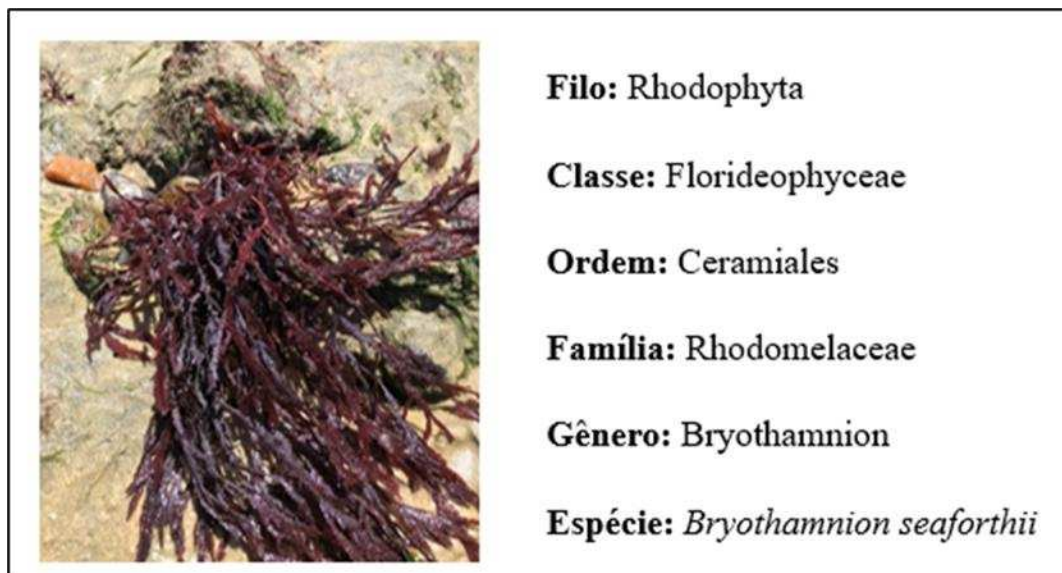 Filo: Rhodophyta
Classe: Florideophyceae
Ordem: Ceramiales
Família: Rhodomelaceae
Gênero: Bryothamnion
Espécie: Bryothamnion seaforthii